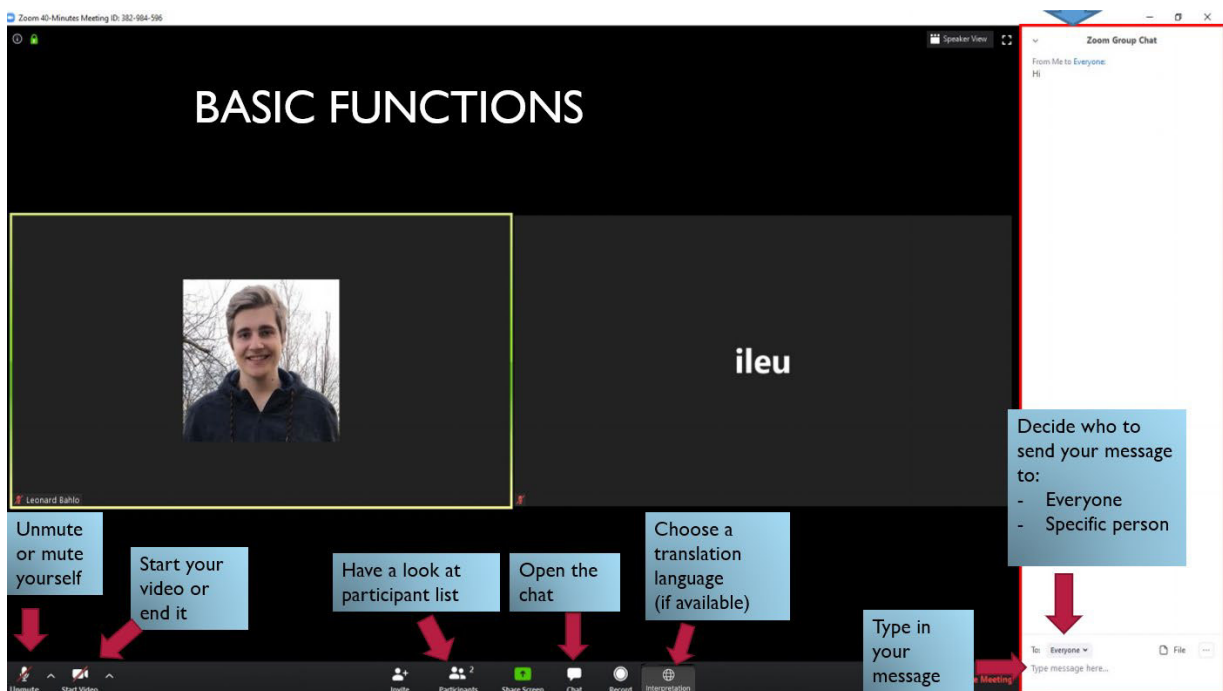 Zoom 40-Minutes Meeting ID: 382-984-596
Speaker View
Zoom Group Chat
From Me to Everyone:
Hi
BASIC FUNCTIONS
ileu
Leonard Bahlo
Decide who to
send your message
to:
- Everyone
- Specific person
Unmute
or mute
yourself
Start your
video or
end it
Have a look at
participant list
Open the
chat
Choose a
translation
language
(if available)
Type in
your
message
To: Everyone
File
Type message here...
Unmute
Start Video
Invite
Participants
2
Share Screen
Chat
Record
Interpretation
Meeting